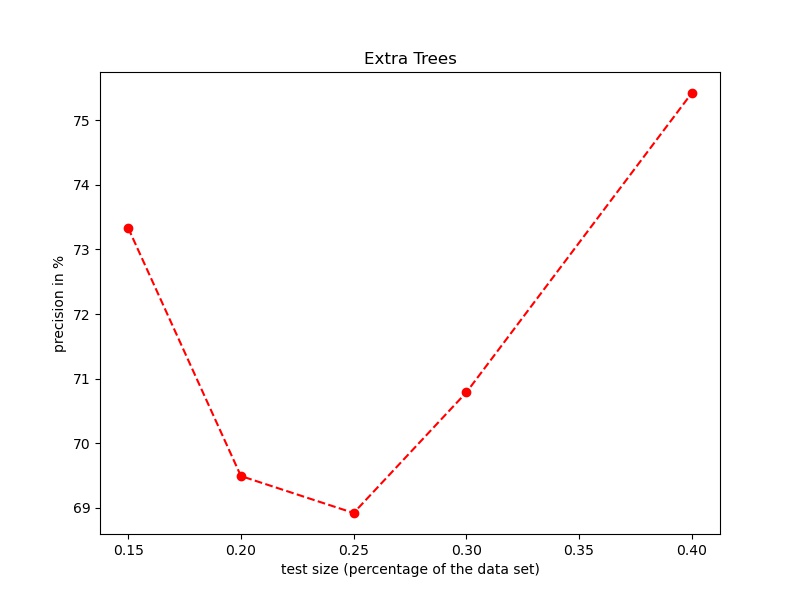 Extra Trees
precision in %
75
74
73
72
71
70
69
0.15 0.20 0.25 0.30 0.35 0.40
test size (percentage of the data set)